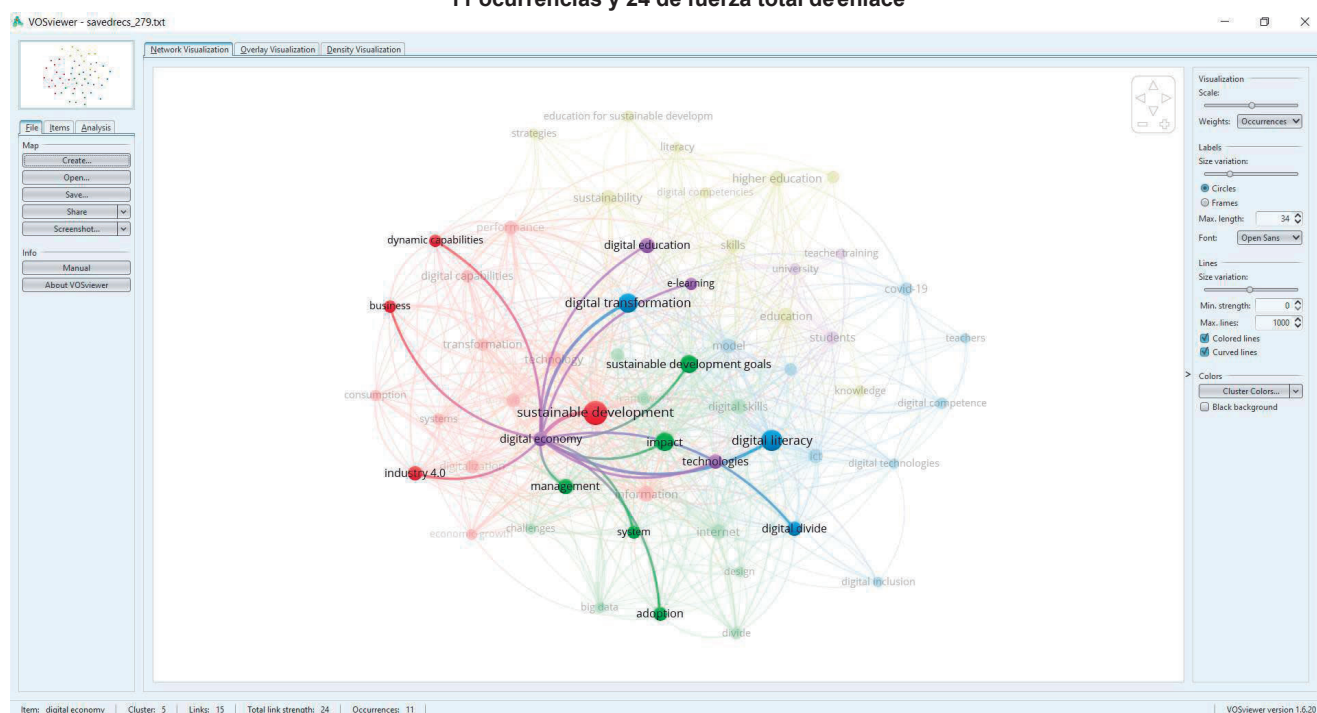 11 ocurrencias y 24 de fuerza total de enlace
VOSviewer - savedrecs_279.txt
Network Visualization Overlay Visualization Density Visualization
File Items Analysis
Map
Create...
Open...
Save...
Share
Screenshot...
Info
Manual
About VOSviewer
education for sustainable developm
strategies
literacy
higher education
sustainability
digital competencies
performance
dynamic capabilities
digital education
skills
teacher training
university
digital capabilities
e-learning
covid-19
business
digital transformation
education
students
teachers
transformation
model
technology
sustainable development goals
consumption
knowledge
digital competence
systems
sustainable development
digital skills
digital economy
impact
digital literacy
ict
technologies
digital technologies
industry 4.0
digitalization
management
information
economic growth
challenges
system
internet
digital divide
design
digital inclusion
big data
adoption
divide
Visualization
Scale:
Weights: Occurrences
Labels
Size variation:
Circles
Frames
Max. length: 34
Font: Open Sans
Lines
Size variation:
Min. strength: 0
Max. lines: 1000
Colored lines
Curved lines
Colors
Cluster Colors...
Black background
>
Item: digital economy Cluster: 5 Links: 15 Total link strength: 24 Occurrences: 11
VOSviewer version 1.6.20